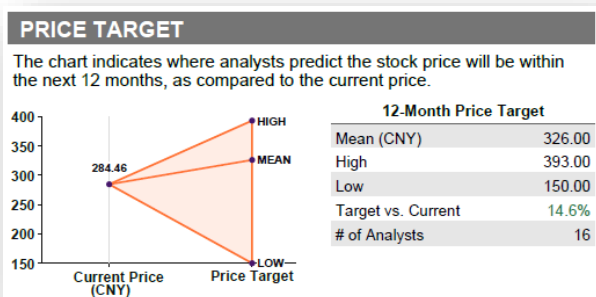 PRICE TARGET
The chart indicates where analysts predict the stock price will be within
the next 12 months, as compared to the current price.
400
350
300
250
200
150
284.46
HIGH
MEAN
LOW
Current Price
(CNY)
Price Target
12-Month Price Target
Mean (CNY) 326.00
High 393.00
Low 150.00
Target vs. Current 14.6%
# of Analysts 16